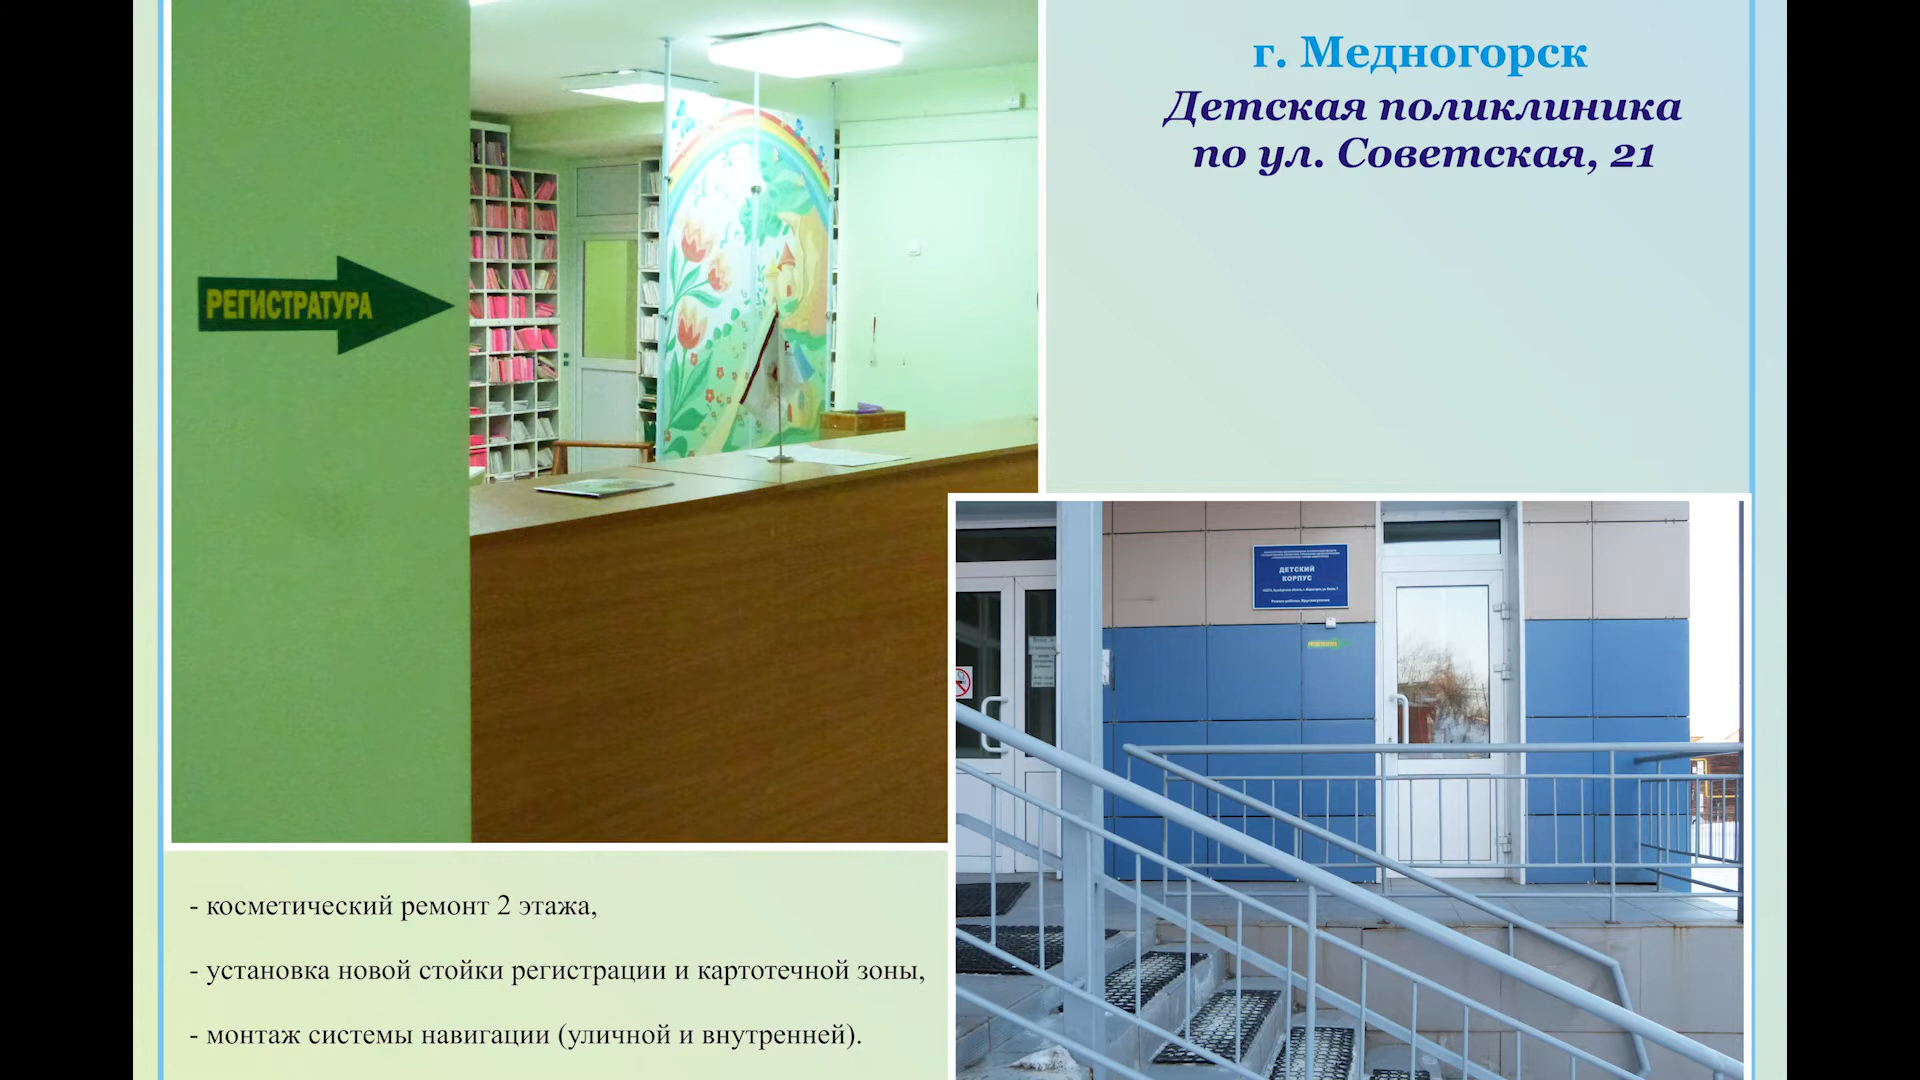 г. Медногорск
Детская поликлиника
по ул. Советская, 21
РЕГИСТРАТУРА
ДЕТСКИЙ
КОРПУС
- косметический ремонт 2 этажа,
- установка новой стойки регистрации и картотечной зоны,
- монтаж системы навигации (уличной и внутренней).